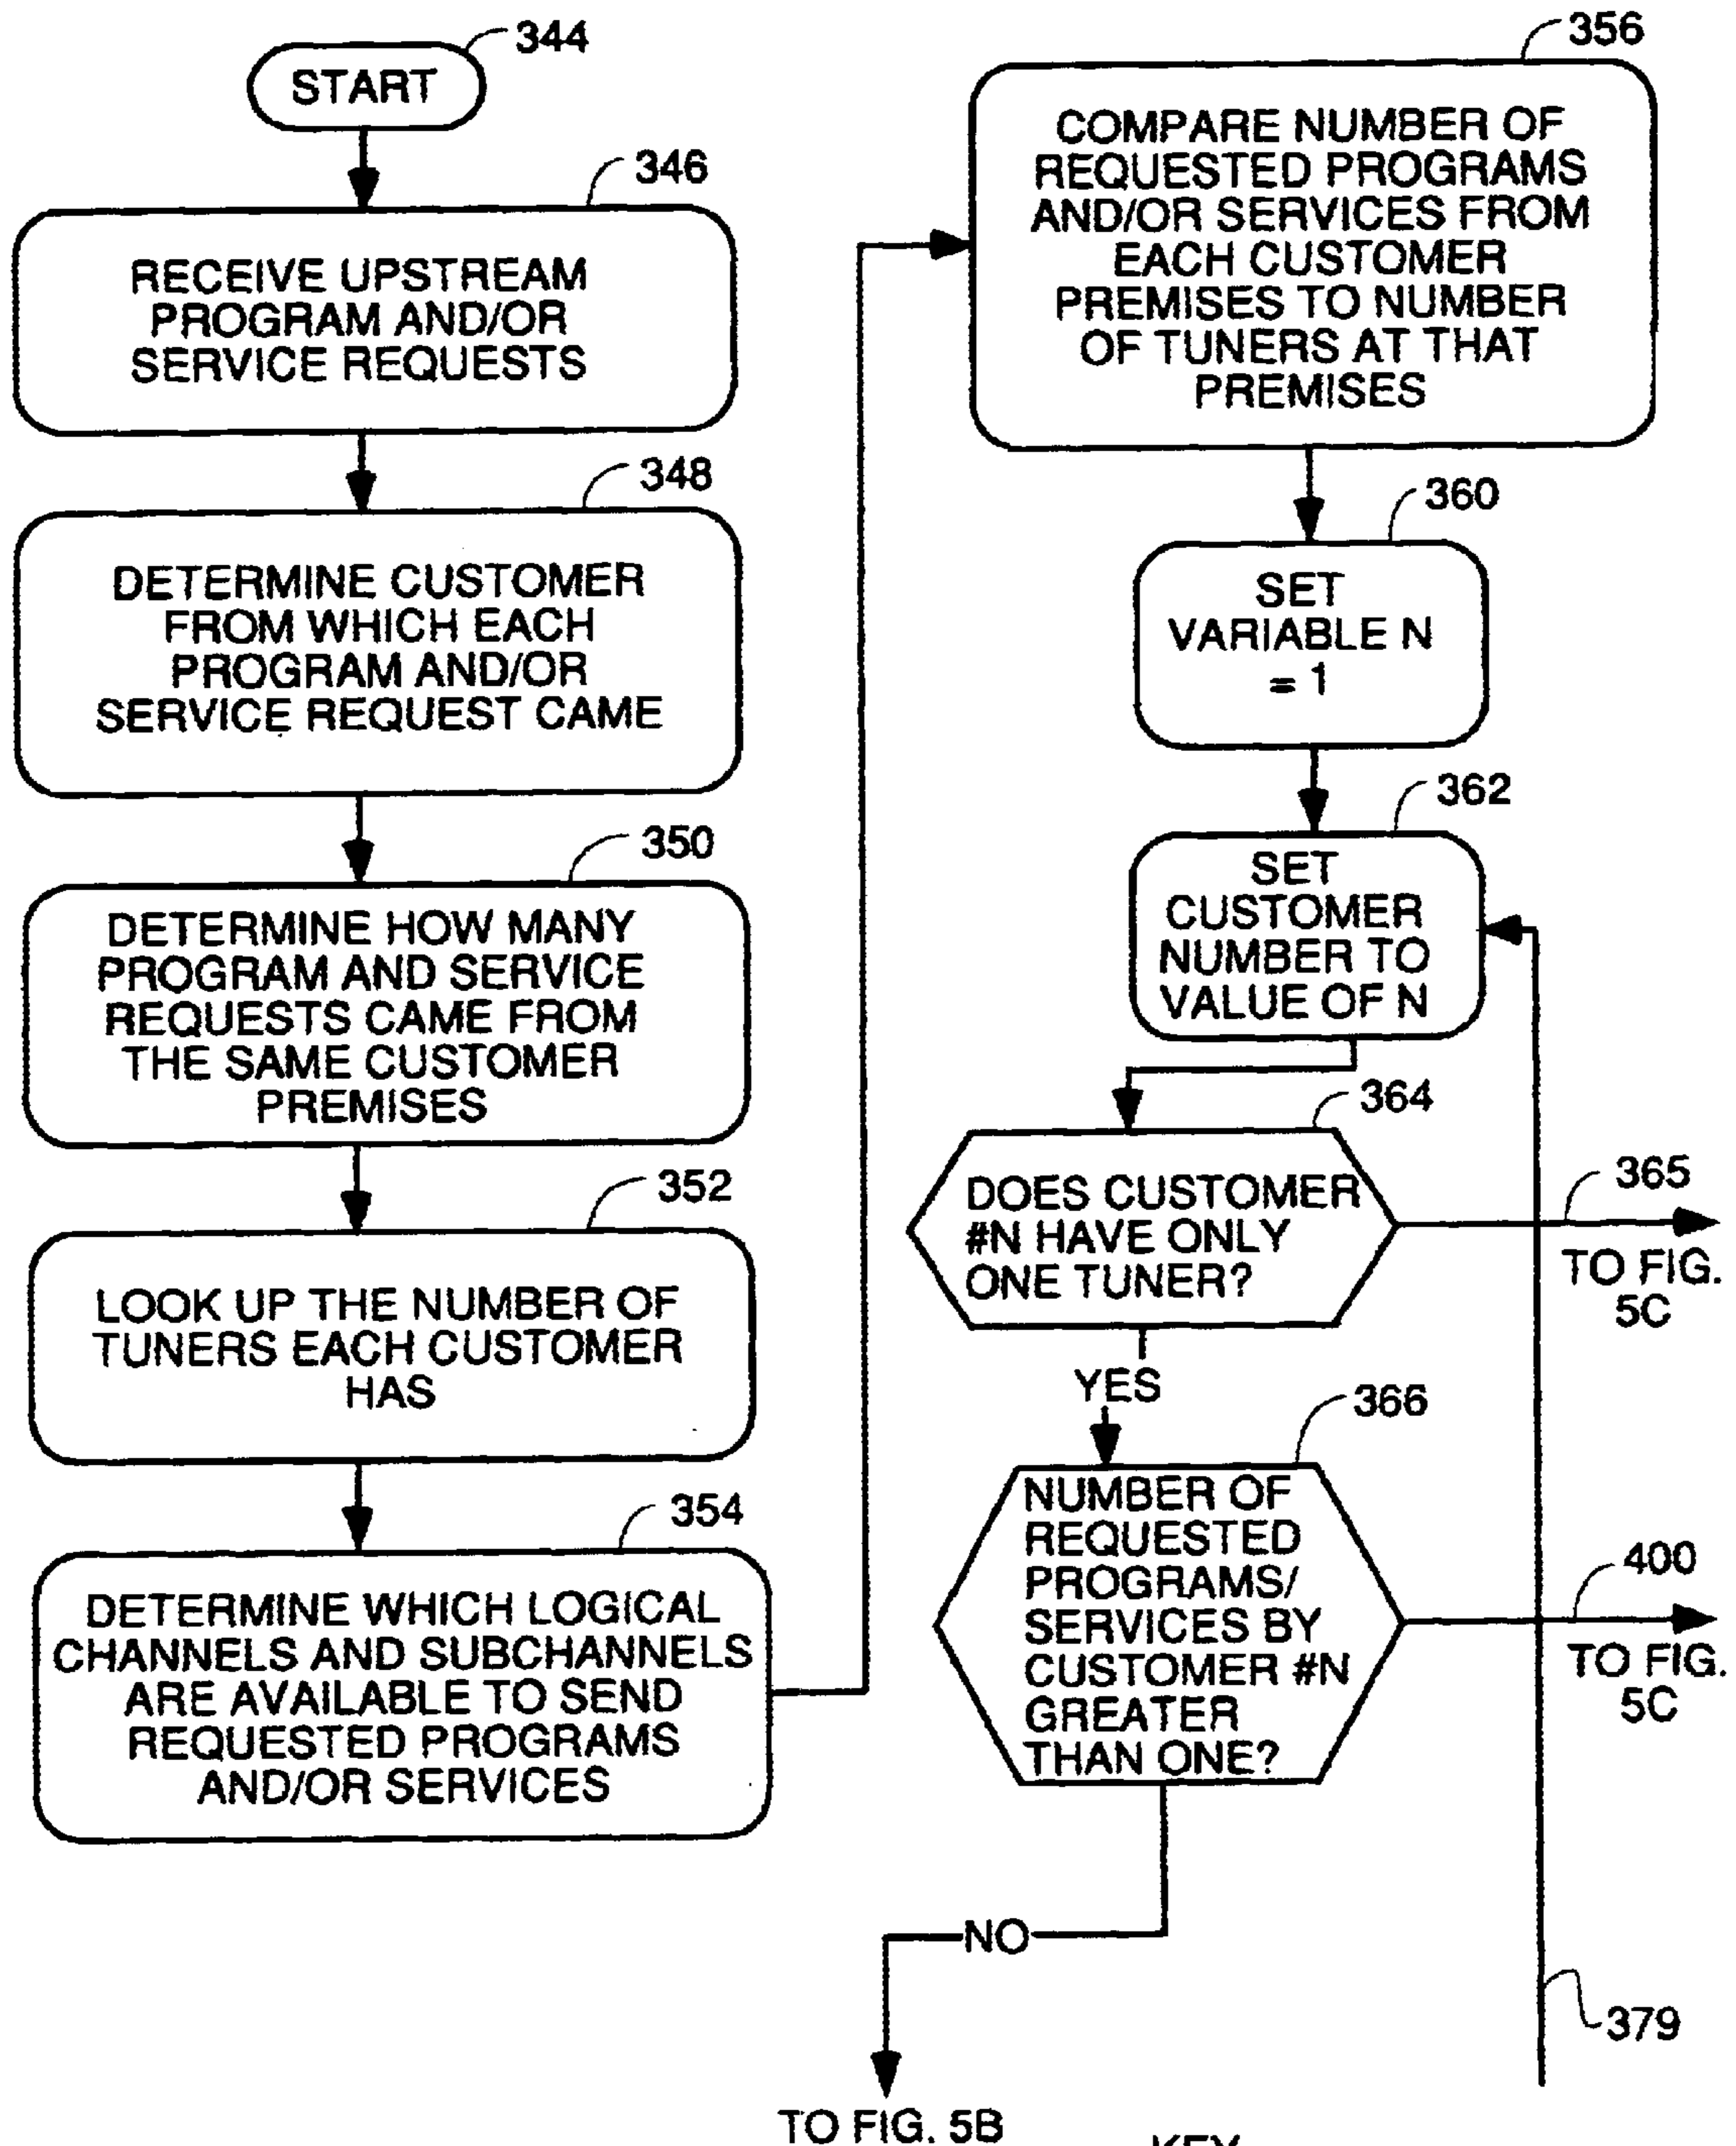 344
START
346
RECEIVE UPSTREAM
PROGRAM AND/OR
SERVICE REQUESTS
348
DETERMINE CUSTOMER
FROM WHICH EACH
PROGRAM AND/OR
SERVICE REQUEST CAME
350
DETERMINE HOW MANY
PROGRAM AND SERVICE
REQUESTS CAME FROM
THE SAME CUSTOMER
PREMISES
352
LOOK UP THE NUMBER OF
TUNERS EACH CUSTOMER
HAS
354
DETERMINE WHICH LOGICAL
CHANNELS AND SUBCHANNELS
ARE AVAILABLE TO SEND
REQUESTED PROGRAMS
AND/OR SERVICES
356
COMPARE NUMBER OF
REQUESTED PROGRAMS
AND/OR SERVICES FROM
EACH CUSTOMER
PREMISES TO NUMBER
OF TUNERS AT THAT
PREMISES
360
SET
VARIABLE N
= 1
362
SET
CUSTOMER
NUMBER TO
VALUE OF N
364
DOES CUSTOMER
#N HAVE ONLY
ONE TUNER?
365
TO FIG.
5C
YES
366
NUMBER OF
REQUESTED
PROGRAMS/
SERVICES BY
CUSTOMER #N
GREATER
THAN ONE?
400
TO FIG.
5C
NO
379
TO FIG. 5B
KEY